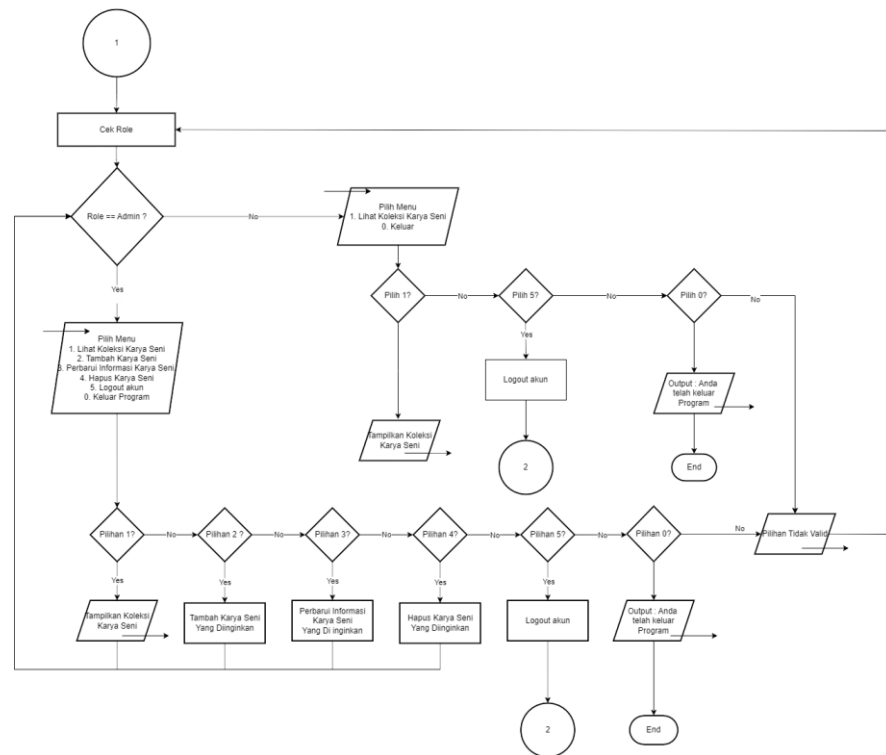 1
Cek Role
Role == Admin ?
No
Pilih Menu
1. Lihat Koleksi Karya Seni
0. Keluar
Yes
Pilih 1?
No
Pilih 5?
No
Pilih 0?
No
Yes
Pilih Menu
1. Lihat Koleksi Karya Seni
2. Tambah Karya Seni
3. Perbarui Informasi Karya Seni
4. Hapus Karya Seni
5. Logout akun
0. Keluar Program
Logout akun
Output : Anda
telah keluar
Program
Tampilkan Koleksi
Karya Seni
2
End
Pilihan 1?
No
Pilihan 2 ?
No
Pilihan 3?
No
Pilihan 4?
No
Pilihan 5?
No
Pilihan 0?
No
Pilihan Tidak Valid
Yes
Yes
Yes
Yes
Yes
Yes
Tampilkan Koleksi
Karya Seni
Tambah Karya Seni
Yang Diinginkan
Perbarui Informasi
Karya Seni
Yang Di inginkan
Hapus Karya Seni
Yang Diinginkan
Logout akun
Output : Anda
telah keluar
Program
2
End